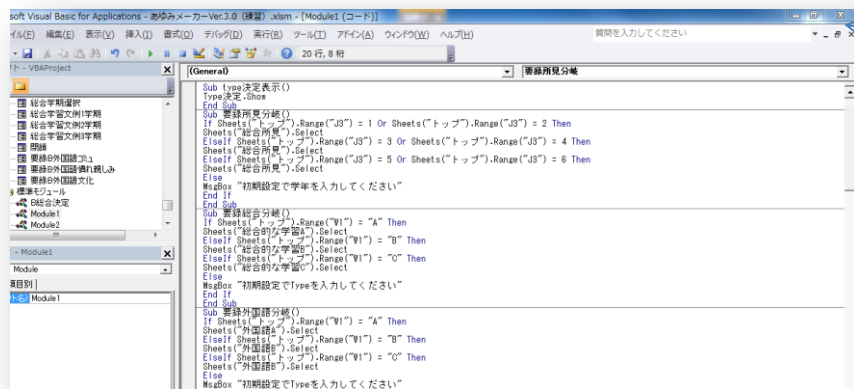 soft Visual Basic for Applications - あゆみメーカーVer.3.0（練習）.xlsm - [Module1 (コード)]
イル(F) 編集(E) 表示(V) 挿入(I) 書式(O) デバッグ(D) 実行(R) ツール(T) アドイン(A) ウィンドウ(W) ヘルプ(H)
質問を入力してください
20 行, 8 桁
ト - VBAProject
総合学期選択
総合学習文例1学期
総合学習文例2学期
総合学習文例3学期
閉鎖
要録B外国語コミュ
要録B外国語慣れ親しみ
要録B外国語文化
標準モジュール
B総合決定
Module1
Module2
- Module1
Module
項目別
Module1
(General)
要録所見分岐
Sub type決定表示()
Type決定.Show
End Sub
Sub 要録所見分岐()
If Sheets("トップ").Range("J3") = 1 Or Sheets("トップ").Range("J3") = 2 Then
Sheets("総合所見").Select
ElseIf Sheets("トップ").Range("J3") = 3 Or Sheets("トップ").Range("J3") = 4 Then
Sheets("総合所見").Select
ElseIf Sheets("トップ").Range("J3") = 5 Or Sheets("トップ").Range("J3") = 6 Then
Sheets("総合所見").Select
Else
MsgBox "初期設定で学年を入力してください"
End If
End Sub
Sub 要録総合分岐()
If Sheets("トップ").Range("W1") = "A" Then
Sheets("総合的な学習A").Select
ElseIf Sheets("トップ").Range("W1") = "B" Then
Sheets("総合的な学習B").Select
ElseIf Sheets("トップ").Range("W1") = "C" Then
Sheets("総合的な学習C").Select
Else
MsgBox "初期設定でTypeを入力してください"
End If
End Sub
Sub 要録外国語分岐()
If Sheets("トップ").Range("W1") = "A" Then
Sheets("外国語A").Select
ElseIf Sheets("トップ").Range("W1") = "B" Then
Sheets("外国語B").Select
ElseIf Sheets("トップ").Range("W1") = "C" Then
Sheets("外国語B").Select
Else
MsgBox "初期設定でTypeを入力してください"